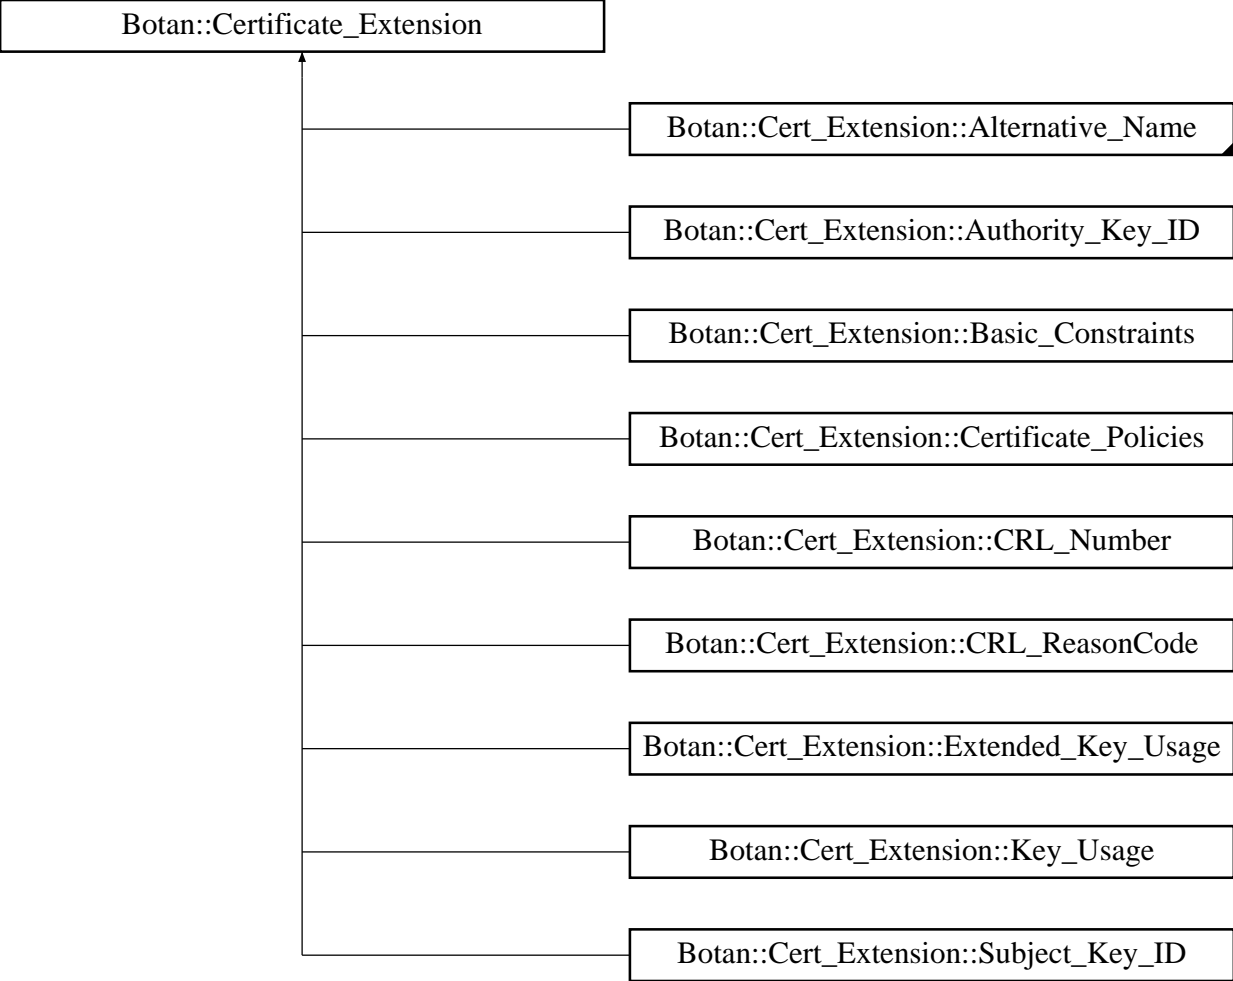 Botan::Certificate_Extension
Botan::Cert_Extension::Alternative_Name
Botan::Cert_Extension::Authority_Key_ID
Botan::Cert_Extension::Basic_Constraints
Botan::Cert_Extension::Certificate_Policies
Botan::Cert_Extension::CRL_Number
Botan::Cert_Extension::CRL_ReasonCode
Botan::Cert_Extension::Extended_Key_Usage
Botan::Cert_Extension::Key_Usage
Botan::Cert_Extension::Subject_Key_ID